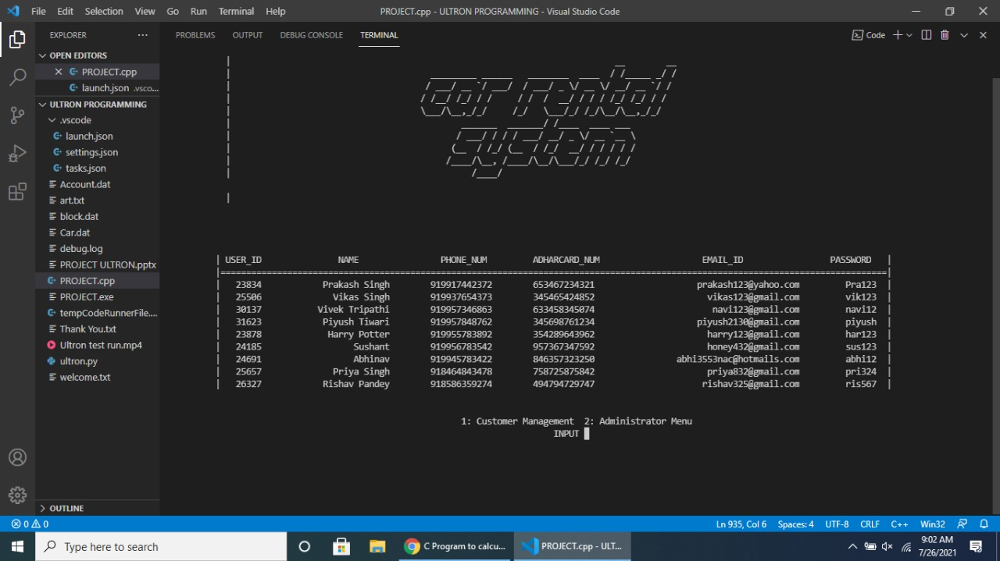 File Edit Selection View Go Run Terminal Help PROJECT.cpp - ULTRON PROGRAMMING - Visual Studio Code
EXPLORER
PROBLEMS OUTPUT DEBUG CONSOLE TERMINAL
Code
OPEN EDITORS
PROJECT.cpp
launch.json .vsco...
ULTRON PROGRAMMING
.vscode
launch.json
settings.json
tasks.json
Account.dat
art.txt
block.dat
Car.dat
debug.log
PROJECT ULTRON.pptx
PROJECT.cpp
PROJECT.exe
tempCodeRunnerFile....
Thank You.txt
Ultron test run.mp4
ultron.py
welcome.txt
OUTLINE
car rental
system
USER_ID NAME PHONE_NUM ADHARCARD_NUM EMAIL_ID PASSWORD
23834 Prakash Singh 919917442372 653467234321 prakash123@yahoo.com Pra123
25506 Vikas Singh 919937654373 345465424852 vikas123@gmail.com vik123
30137 Vivek Tripathi 919957346863 633458345074 navi123@gmail.com navi12
31623 Piyush Tiwari 919957848762 345698761234 piyush2130@gmail.com piyush
23878 Harry Potter 919955783892 354289643962 harry123@gmail.com har123
24185 Sushant 919956783542 957367347592 honey432@gmail.com sus123
24691 Abhinav 919945783422 846357323250 abhi3553nac@hotmails.com abhi12
25657 Priya Singh 918464843478 758725875842 priya832@gmail.com pri324
26327 Rishav Pandey 918586359274 494794729747 rishav325@gmail.com ris567
1: Customer Management 2: Administrator Menu
INPUT
0 0 Ln 935, Col 6 Spaces: 4 UTF-8 CRLF C++ Win32
Type here to search
C Program to calcu...
PROJECT.cpp - ULT...
9:02 AM
7/26/2021